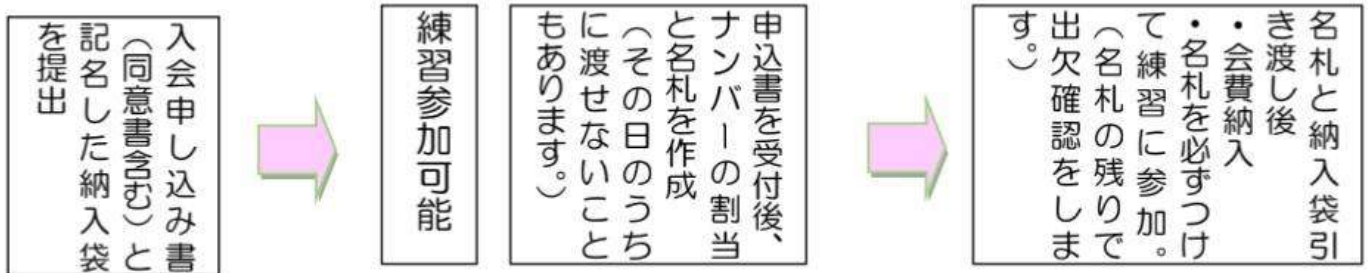 入会申し込み書
（同意書含む）と
記名した納入袋
を提出
練習参加可能
申込書を受付後、
ナンバーの割当
と名札を作成
（その日のうち
に渡せないこと
もあります。）
名札と納入袋引
き渡し後
・会費納入
・名札を必ずつけ
て練習に参加。
（名札の残りで
出欠確認をしま
す。）